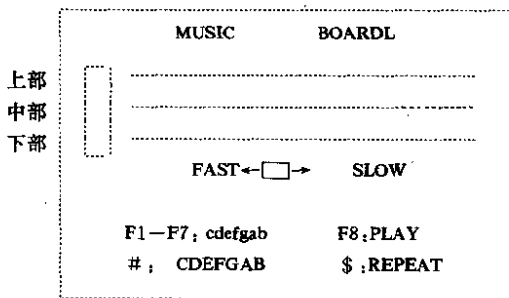 MUSIC BOARDL
上部
中部
下部
FAST←□→ SLOW
F1—F7: cdefgab F8:PLAY
#: CDEFGAB $:REPEAT